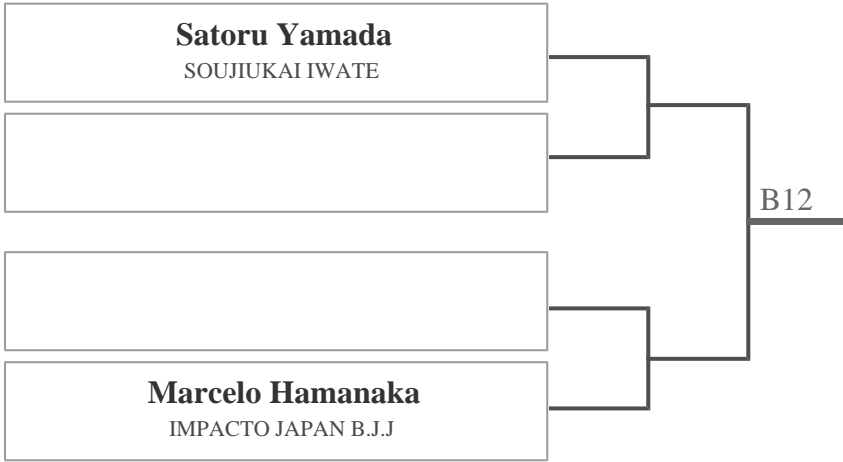 Satoru Yamada
SOUJIUKAI IWATE
B12
Marcelo Hamanaka
IMPACTO JAPAN B.J.J